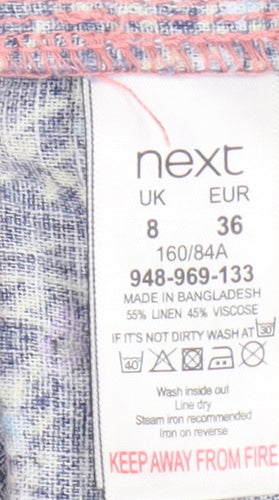 next
UK EUR
8 36
160/84A
948-969-133
MADE IN BANGLADESH
55% LINEN 45% VISCOSE
IF IT'S NOT DIRTY WASH AT 30
40
Wash inside out
Line dry
Steam iron recommended
Iron on reverse
KEEP AWAY FROM FIRE